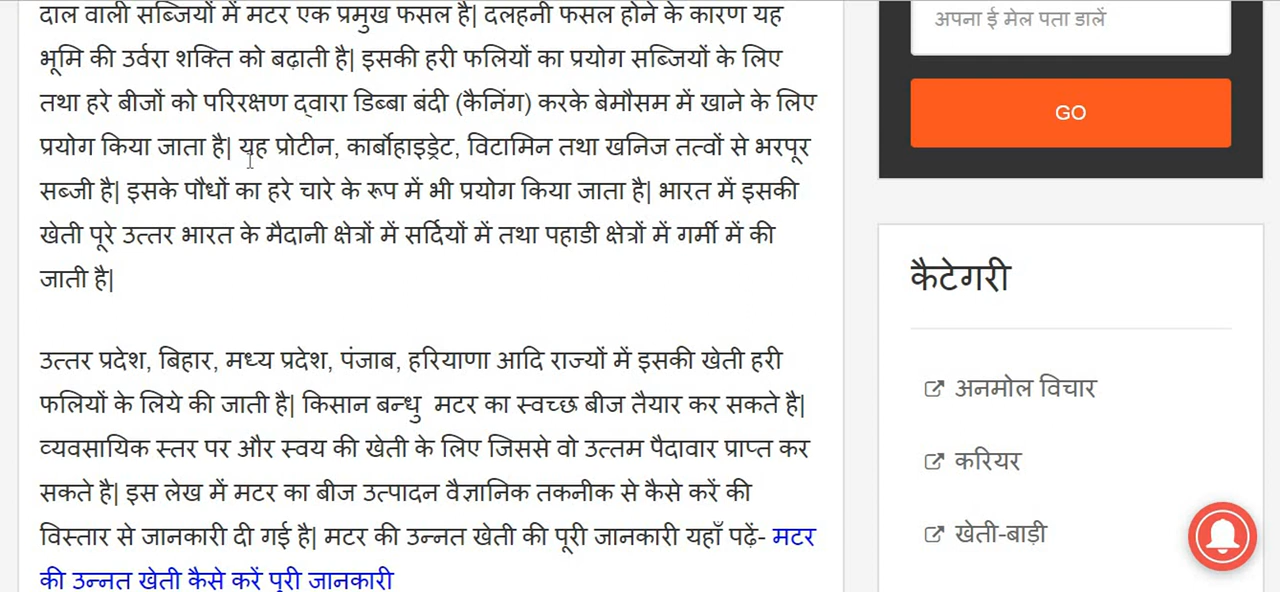 दाल वाली सब्जियों में मटर एक प्रमुख फसल है| दलहनी फसल होने के कारण यह
भूमि की उर्वरा शक्ति को बढ़ाती है| इसकी हरी फलियों का प्रयोग सब्जियों के लिए
तथा हरे बीजों को परिरक्षण द्वारा डिब्बा बंदी (कैनिंग) करके बेमौसम में खाने के लिए
प्रयोग किया जाता है| यह प्रोटीन, कार्बोहाइड्रेट, विटामिन तथा खनिज तत्वों से भरपूर
सब्जी है| इसके पौधों का हरे चारे के रूप में भी प्रयोग किया जाता है| भारत में इसकी
खेती पूरे उत्तर भारत के मैदानी क्षेत्रों में सर्दियों में तथा पहाडी क्षेत्रों में गर्मी में की
जाती है|
उत्तर प्रदेश, बिहार, मध्य प्रदेश, पंजाब, हरियाणा आदि राज्यों में इसकी खेती हरी
फलियों के लिये की जाती है| किसान बन्धु मटर का स्वच्छ बीज तैयार कर सकते है|
व्यवसायिक स्तर पर और स्वय की खेती के लिए जिससे वो उत्तम पैदावार प्राप्त कर
सकते है| इस लेख में मटर का बीज उत्पादन वैज्ञानिक तकनीक से कैसे करें की
विस्तार से जानकारी दी गई है| मटर की उन्नत खेती की पूरी जानकारी यहाँ पढ़ें- मटर
की उन्नत खेती कैसे करें पूरी जानकारी
अपना ई मेल पता डालें
GO
कैटेगरी
अनमोल विचार
करियर
खेती-बाड़ी